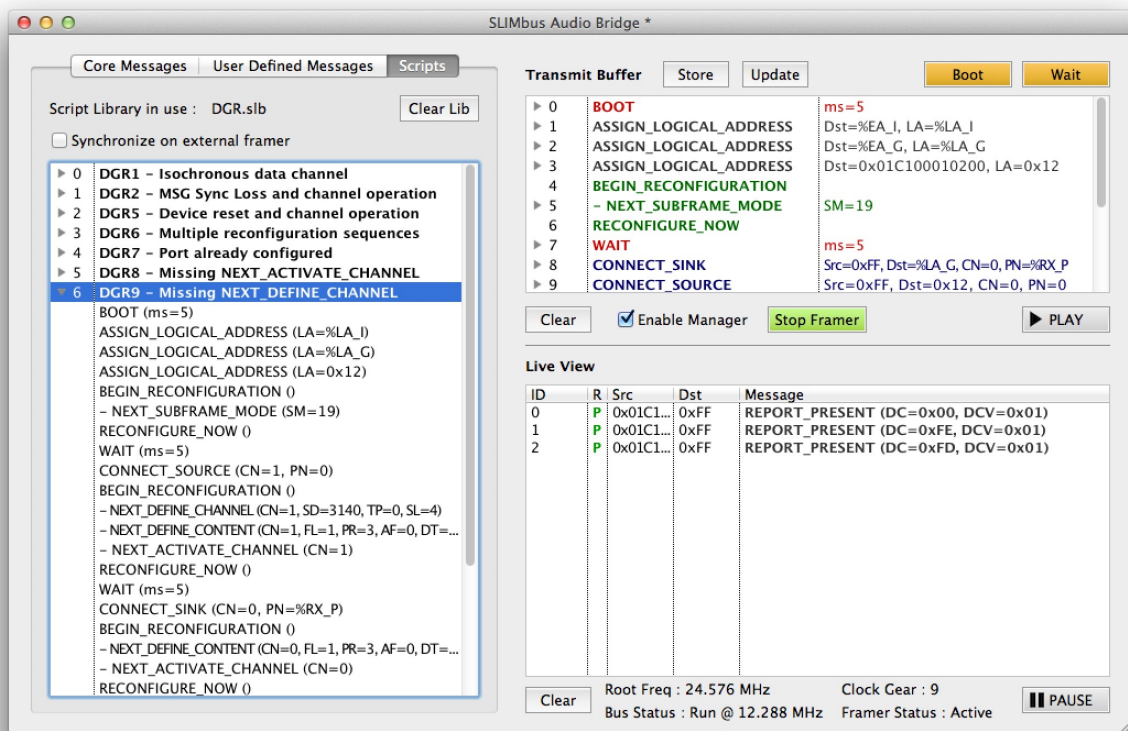 SLIMbus Audio Bridge *
Core Messages User Defined Messages Scripts
Script Library in use : DGR.slb Clear Lib
Synchronize on external framer
0 DGR1 – Isochronous data channel
1 DGR2 – MSG Sync Loss and channel operation
2 DGR5 – Device reset and channel operation
3 DGR6 – Multiple reconfiguration sequences
4 DGR7 – Port already configured
5 DGR8 – Missing NEXT_ACTIVATE_CHANNEL
6 DGR9 – Missing NEXT_DEFINE_CHANNEL
BOOT (ms=5)
ASSIGN_LOGICAL_ADDRESS (LA=%LA_I)
ASSIGN_LOGICAL_ADDRESS (LA=%LA_G)
ASSIGN_LOGICAL_ADDRESS (LA=0x12)
BEGIN_RECONFIGURATION ()
– NEXT_SUBFRAME_MODE (SM=19)
RECONFIGURE_NOW ()
WAIT (ms=5)
CONNECT_SOURCE (CN=1, PN=0)
BEGIN_RECONFIGURATION ()
– NEXT_DEFINE_CHANNEL (CN=1, SD=3140, TP=0, SL=4)
– NEXT_DEFINE_CONTENT (CN=1, FL=1, PR=3, AF=0, DT=...
– NEXT_ACTIVATE_CHANNEL (CN=1)
RECONFIGURE_NOW ()
WAIT (ms=5)
CONNECT_SINK (CN=0, PN=%RX_P)
BEGIN_RECONFIGURATION ()
– NEXT_DEFINE_CONTENT (CN=0, FL=1, PR=3, AF=0, DT=...
– NEXT_ACTIVATE_CHANNEL (CN=0)
RECONFIGURE_NOW ()
Transmit Buffer Store Update Boot Wait
0 BOOT ms=5
1 ASSIGN_LOGICAL_ADDRESS Dst=%EA_I, LA=%LA_I
2 ASSIGN_LOGICAL_ADDRESS Dst=%EA_G, LA=%LA_G
3 ASSIGN_LOGICAL_ADDRESS Dst=0x01C100010200, LA=0x12
4 BEGIN_RECONFIGURATION
5 – NEXT_SUBFRAME_MODE SM=19
6 RECONFIGURE_NOW
7 WAIT ms=5
8 CONNECT_SINK Src=0xFF, Dst=%LA_G, CN=0, PN=%RX_P
9 CONNECT_SOURCE Src=0xFF, Dst=0x12, CN=0, PN=0
Clear Enable Manager Stop Framer PLAY
Live View
ID R Src Dst Message
0 P 0x01C1... 0xFF REPORT_PRESENT (DC=0x00, DCV=0x01)
1 P 0x01C1... 0xFF REPORT_PRESENT (DC=0xFE, DCV=0x01)
2 P 0x01C1... 0xFF REPORT_PRESENT (DC=0xFD, DCV=0x01)
Clear Root Freq : 24.576 MHz Clock Gear : 9 PAUSE
Bus Status : Run @ 12.288 MHz Framer Status : Active